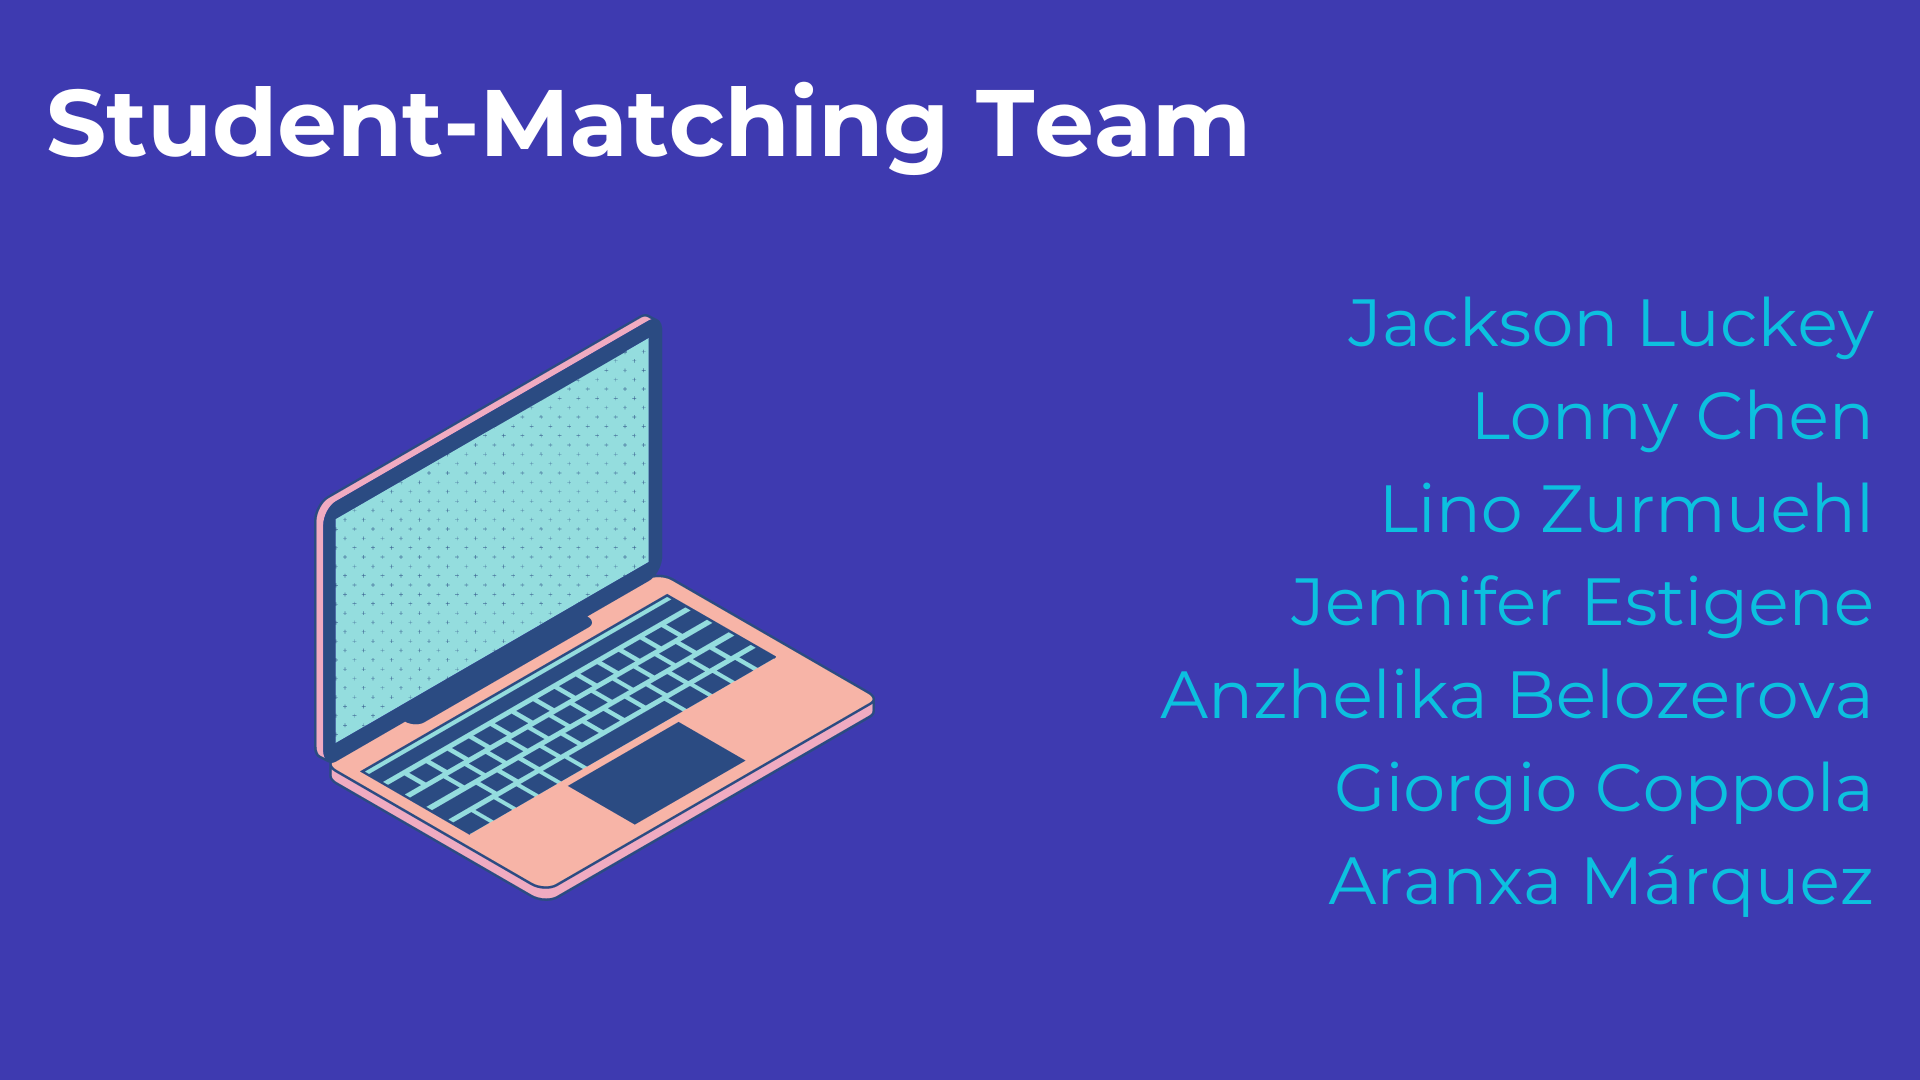 Student-Matching Team
Jackson Luckey
Lonny Chen
Lino Zurmuehl
Jennifer Estigene
Anzhelika Belozerova
Giorgio Coppola
Aranxa Márquez